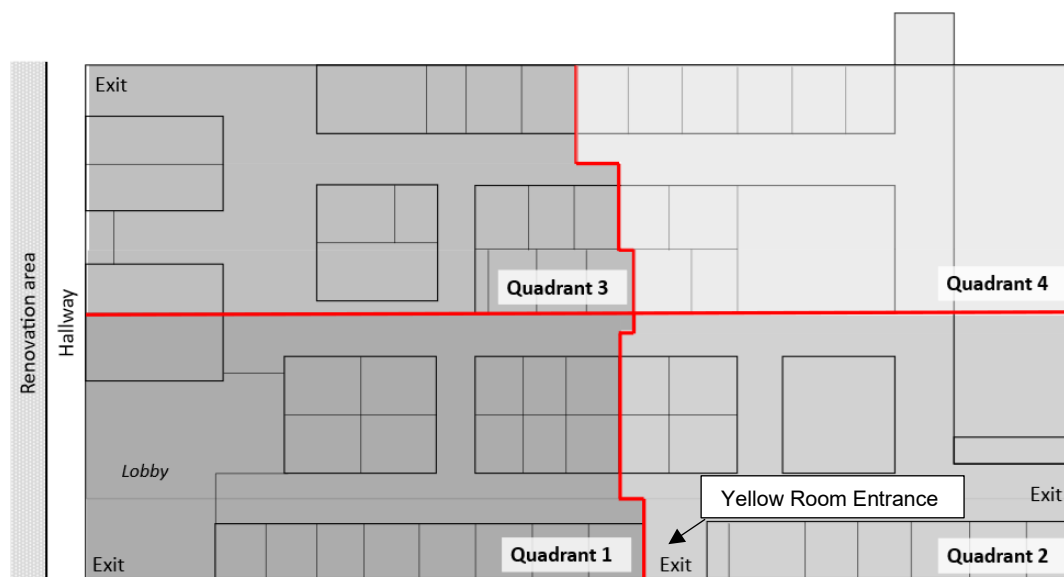 Exit
Renovation area
Hallway
Quadrant 3
Quadrant 4
Lobby
Yellow Room Entrance
Exit
Exit
Quadrant 1
Exit
Quadrant 2